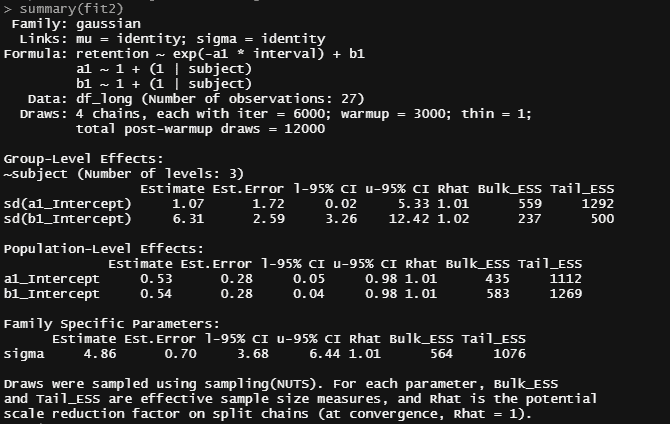 > summary(fit2)
Family: gaussian
Links: mu = identity; sigma = identity
Formula: retention ~ exp(-a1 * interval) + b1
a1 ~ 1 + (1 | subject)
b1 ~ 1 + (1 | subject)
Data: df_long (Number of observations: 27)
Draws: 4 chains, each with iter = 6000; warmup = 3000; thin = 1;
total post-warmup draws = 12000
Group-Level Effects:
~subject (Number of levels: 3)
Estimate Est.Error l-95% CI u-95% CI Rhat Bulk_ESS Tail_ESS
sd(a1_Intercept) 1.07 1.72 0.02 5.33 1.01 559 1292
sd(b1_Intercept) 6.31 2.59 3.26 12.42 1.02 237 500
Population-Level Effects:
Estimate Est.Error l-95% CI u-95% CI Rhat Bulk_ESS Tail_ESS
a1_Intercept 0.53 0.28 0.05 0.98 1.01 435 1112
b1_Intercept 0.54 0.28 0.04 0.98 1.01 583 1269
Family Specific Parameters:
Estimate Est.Error l-95% CI u-95% CI Rhat Bulk_ESS Tail_ESS
sigma 4.86 0.70 3.68 6.44 1.01 564 1076
Draws were sampled using sampling(NUTS). For each parameter, Bulk_ESS
and Tail_ESS are effective sample size measures, and Rhat is the potential
scale reduction factor on split chains (at convergence, Rhat = 1).